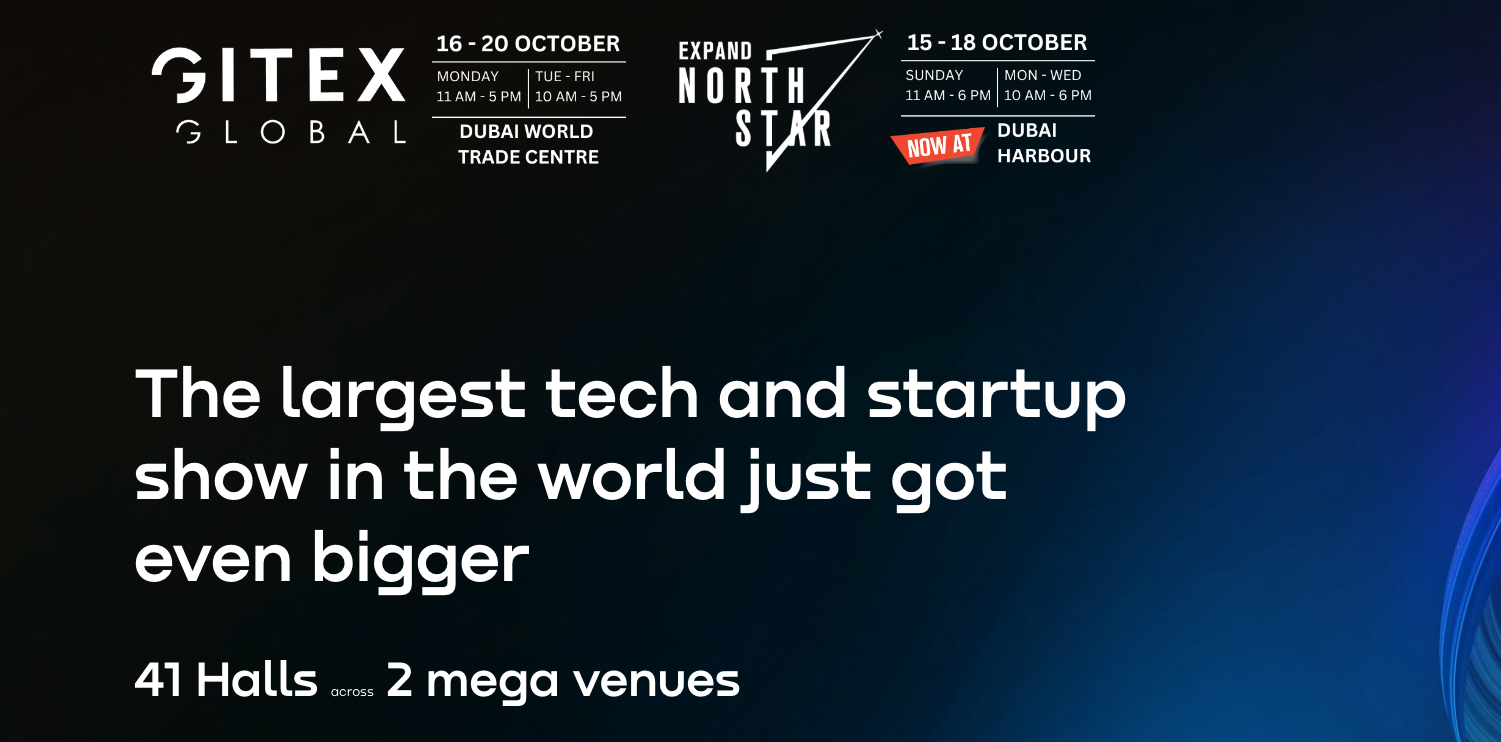 GITEX
GLOBAL
16 - 20 OCTOBER
MONDAY
11 AM - 5 PM
TUE - FRI
10 AM - 5 PM
DUBAI WORLD
TRADE CENTRE
EXPAND
NORTH
STAR
15 - 18 OCTOBER
SUNDAY
11 AM - 6 PM
MON - WED
10 AM - 6 PM
NOW AT
DUBAI
HARBOUR
The largest tech and startup
show in the world just got
even bigger
41 Halls across 2 mega venues